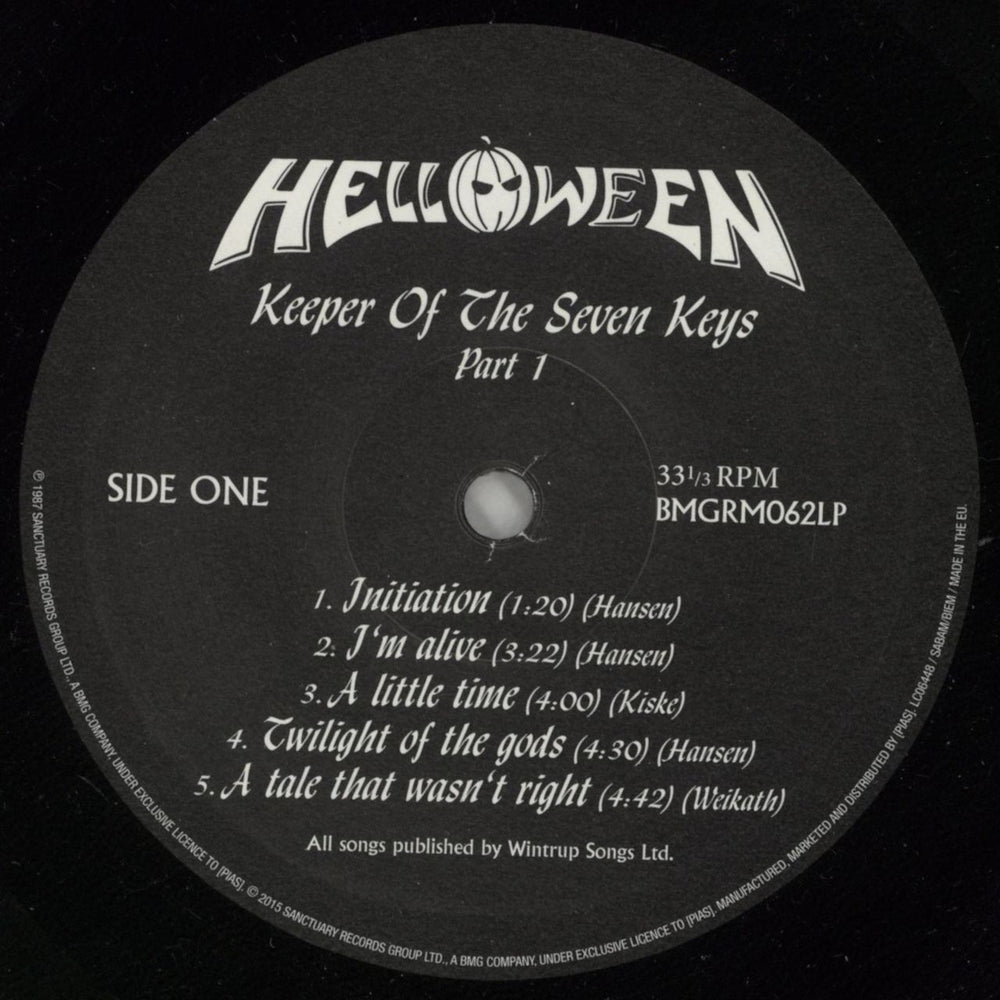 HELLOWEEN
Keeper Of The Seven Keys
Part 1
SIDE ONE
33 1/3 RPM
BMGRM062LP
1. Initiation (1:20) (Hansen)
2. I'm alive (3:22) (Hansen)
3. A little time (4:00) (Kiske)
4. Twilight of the gods (4:30) (Hansen)
5. A tale that wasn't right (4:42) (Weikath)
All songs published by Wintrup Songs Ltd.
℗ 1987 SANCTUARY RECORDS GROUP LTD., A BMG COMPANY, UNDER EXCLUSIVE LICENCE TO [PIAS]. © 2015 SANCTUARY RECORDS GROUP LTD., A BMG COMPANY, UNDER EXCLUSIVE LICENCE TO [PIAS]. MANUFACTURED, MARKETED AND DISTRIBUTED BY [PIAS]. LC06448 / SABAM/BIEM / MADE IN THE EU.